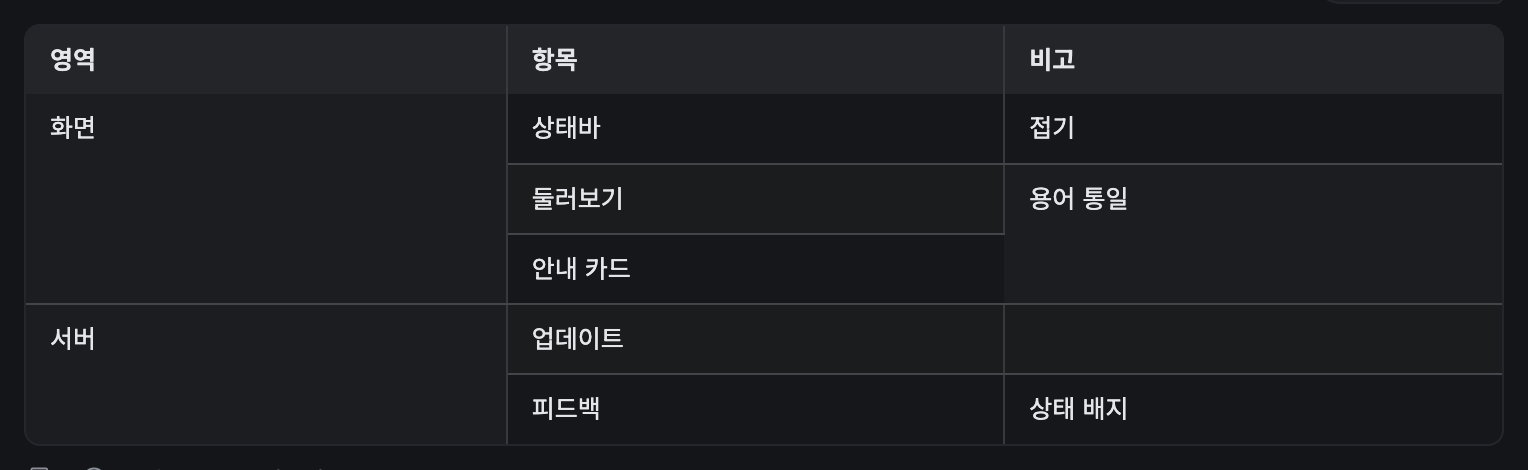 영역 항목 비고
화면 상태바 접기
둘러보기 용어 통일
안내 카드
서버 업데이트
피드백 상태 배지